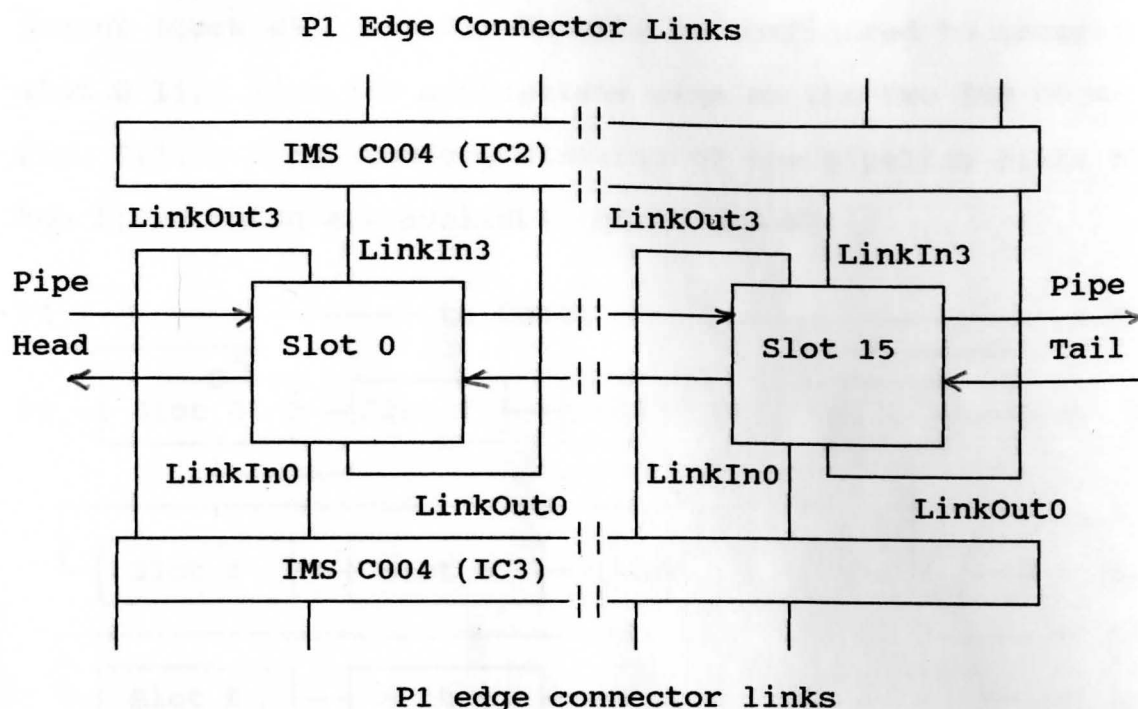 P1 Edge Connector Links
IMS C004 (IC2)
LinkOut3
LinkOut3
LinkIn3
LinkIn3
Pipe
Pipe
Head
Slot 0
Slot 15
Tail
LinkIn0
LinkIn0
LinkOut0
LinkOut0
IMS C004 (IC3)
P1 edge connector links